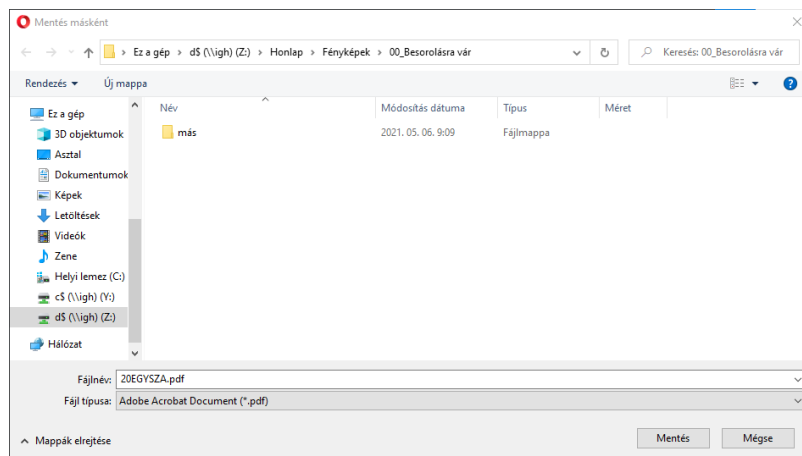 Mentés másként
Ez a gép › d$ (\\igh) (Z:) › Honlap › Fényképek › 00_Besorolásra vár
Keresés: 00_Besorolásra vár
Rendezés Új mappa
Név Módosítás dátuma Típus Méret
más 2021. 05. 06. 9:09 Fájlmappa
Ez a gép
3D objektumok
Asztal
Dokumentumok
Képek
Letöltések
Videók
Zene
Helyi lemez (C:)
c$ (\\igh) (Y:)
d$ (\\igh) (Z:)
Hálózat
Fájlnév: 20EGYSZA.pdf
Fájl típusa: Adobe Acrobat Document (*.pdf)
Mappák elrejtése Mentés Mégse